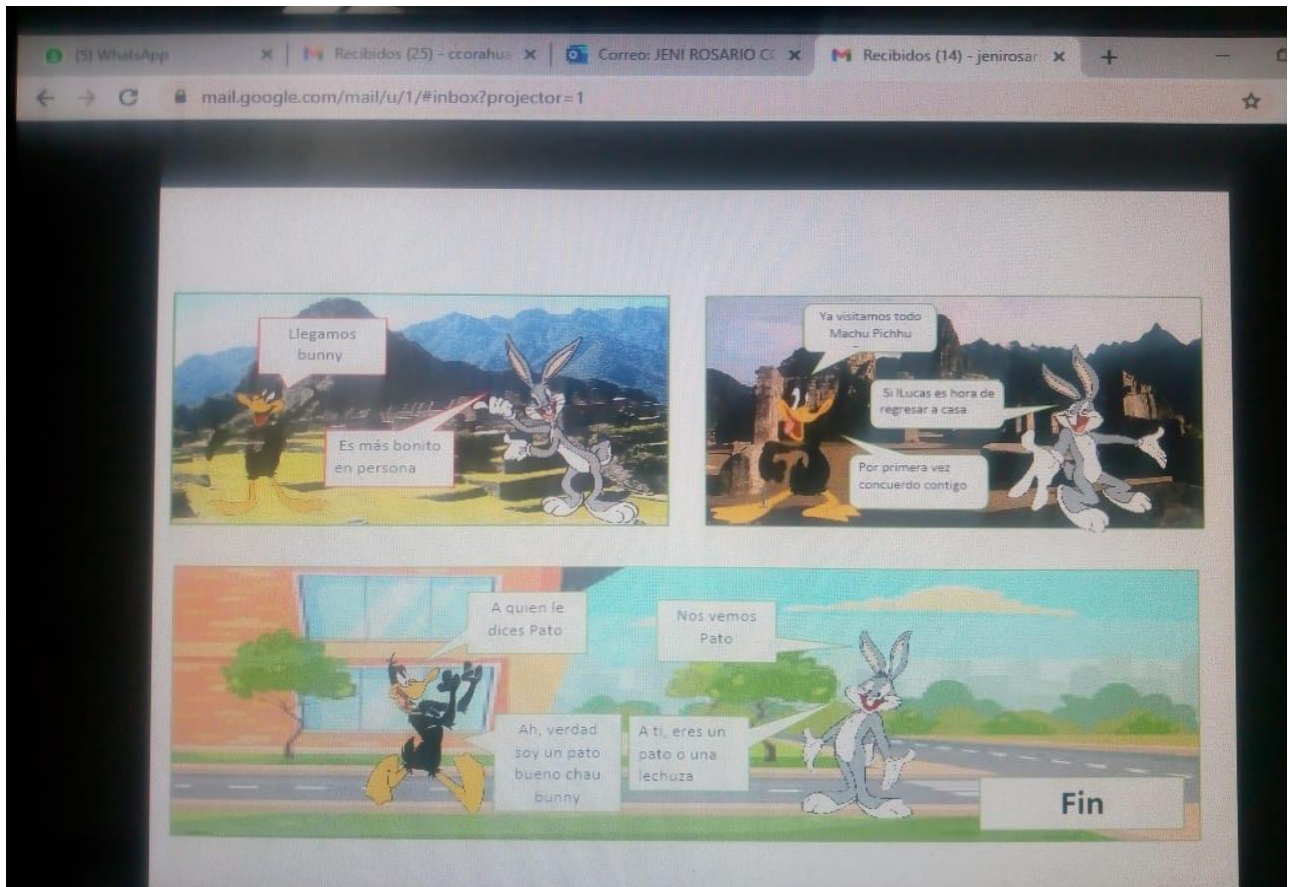 (5) WhatsApp
Recibidos (25) - ccorahua
Correo: JENI ROSARIO CC
Recibidos (14) - jenirosar
mail.google.com/mail/u/1/#inbox?projector=1
Llegamos
bunny
Es más bonito
en persona
Ya visitamos todo
Machu Pichhu
Si lLucas es hora de
regresar a casa
Por primera vez
concuerdo contigo
Nos vemos
Pato
A quien le
dices Pato
A ti, eres un
pato o una
lechuza
Ah, verdad
soy un pato
bueno chau
bunny
Fin